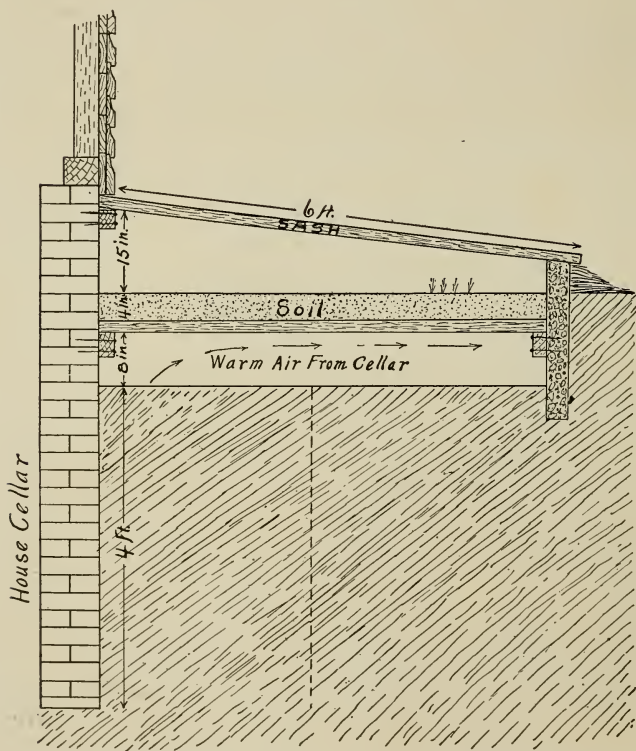 6 ft.
SASH
15 in.
4 in
Soil
8 in.
Warm Air From Cellar
House Cellar
4 ft.